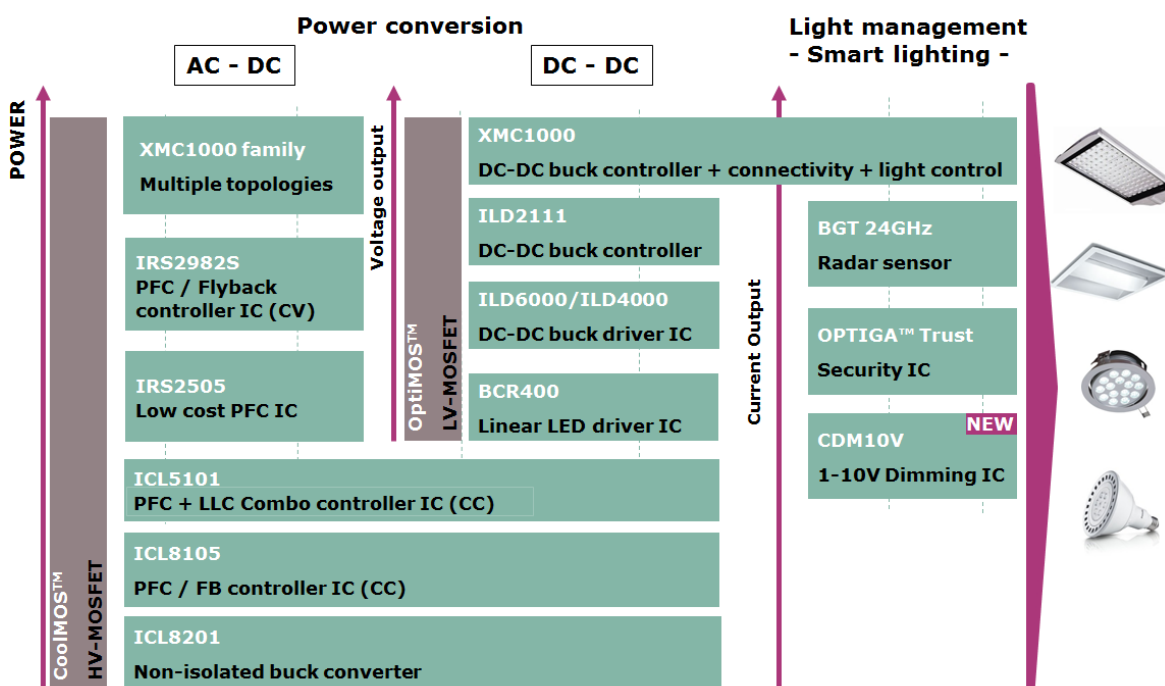 Power conversion
Light management
- Smart lighting -
AC - DC
DC - DC
POWER
CoolMOS™
HV-MOSFET
XMC1000 family
Multiple topologies
IRS2982S
PFC / Flyback
controller IC (CV)
IRS2505
Low cost PFC IC
Voltage output
OptiMOS™
LV-MOSFET
XMC1000
DC-DC buck controller + connectivity + light control
ILD2111
DC-DC buck controller
ILD6000/ILD4000
DC-DC buck driver IC
BCR400
Linear LED driver IC
ICL5101
PFC + LLC Combo controller IC (CC)
ICL8105
PFC / FB controller IC (CC)
ICL8201
Non-isolated buck converter
Current Output
BGT 24GHz
Radar sensor
OPTIGA™ Trust
Security IC
NEW
CDM10V
1-10V Dimming IC